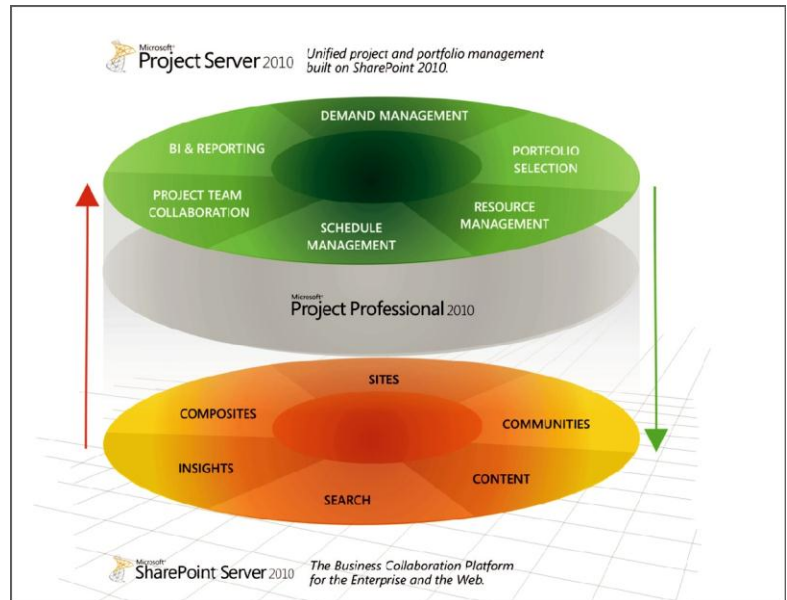 Microsoft®
Project Server 2010
Unified project and portfolio management
built on SharePoint 2010.
DEMAND MANAGEMENT
BI & REPORTING
PORTFOLIO
SELECTION
PROJECT TEAM
COLLABORATION
RESOURCE
MANAGEMENT
SCHEDULE
MANAGEMENT
Microsoft®
Project Professional 2010
SITES
COMPOSITES
COMMUNITIES
INSIGHTS
CONTENT
SEARCH
Microsoft®
SharePoint Server 2010
The Business Collaboration Platform
for the Enterprise and the Web.